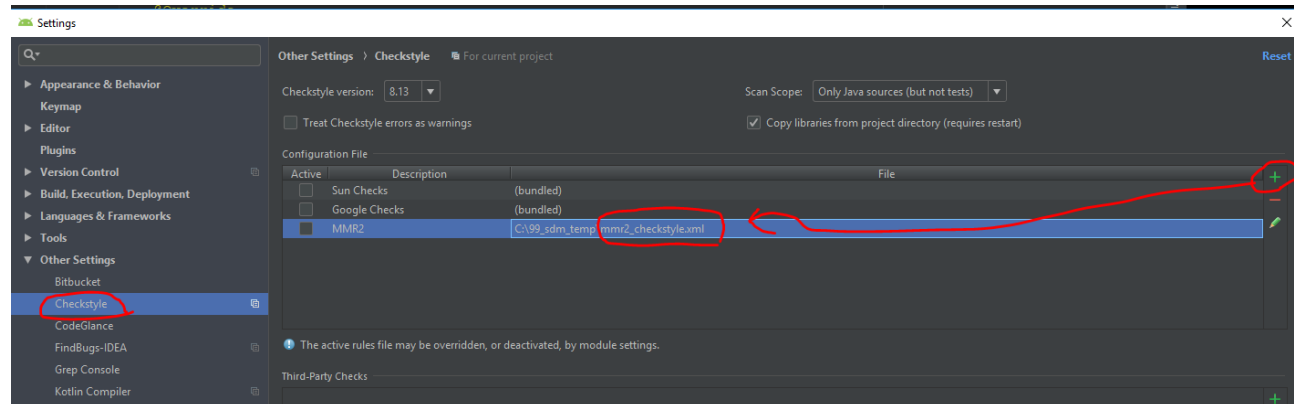 Settings
Other Settings › Checkstyle For current project Reset
Appearance & Behavior
Keymap
Editor
Plugins
Version Control
Build, Execution, Deployment
Languages & Frameworks
Tools
Other Settings
Bitbucket
Checkstyle
CodeGlance
FindBugs-IDEA
Grep Console
Kotlin Compiler
Checkstyle version: 8.13 Scan Scope: Only Java sources (but not tests)
Treat Checkstyle errors as warnings Copy libraries from project directory (requires restart)
Configuration File
Active Description File
Sun Checks (bundled)
Google Checks (bundled)
MMR2 C:\99_sdm_temp\mmr2_checkstyle.xml
The active rules file may be overridden, or deactivated, by module settings.
Third-Party Checks